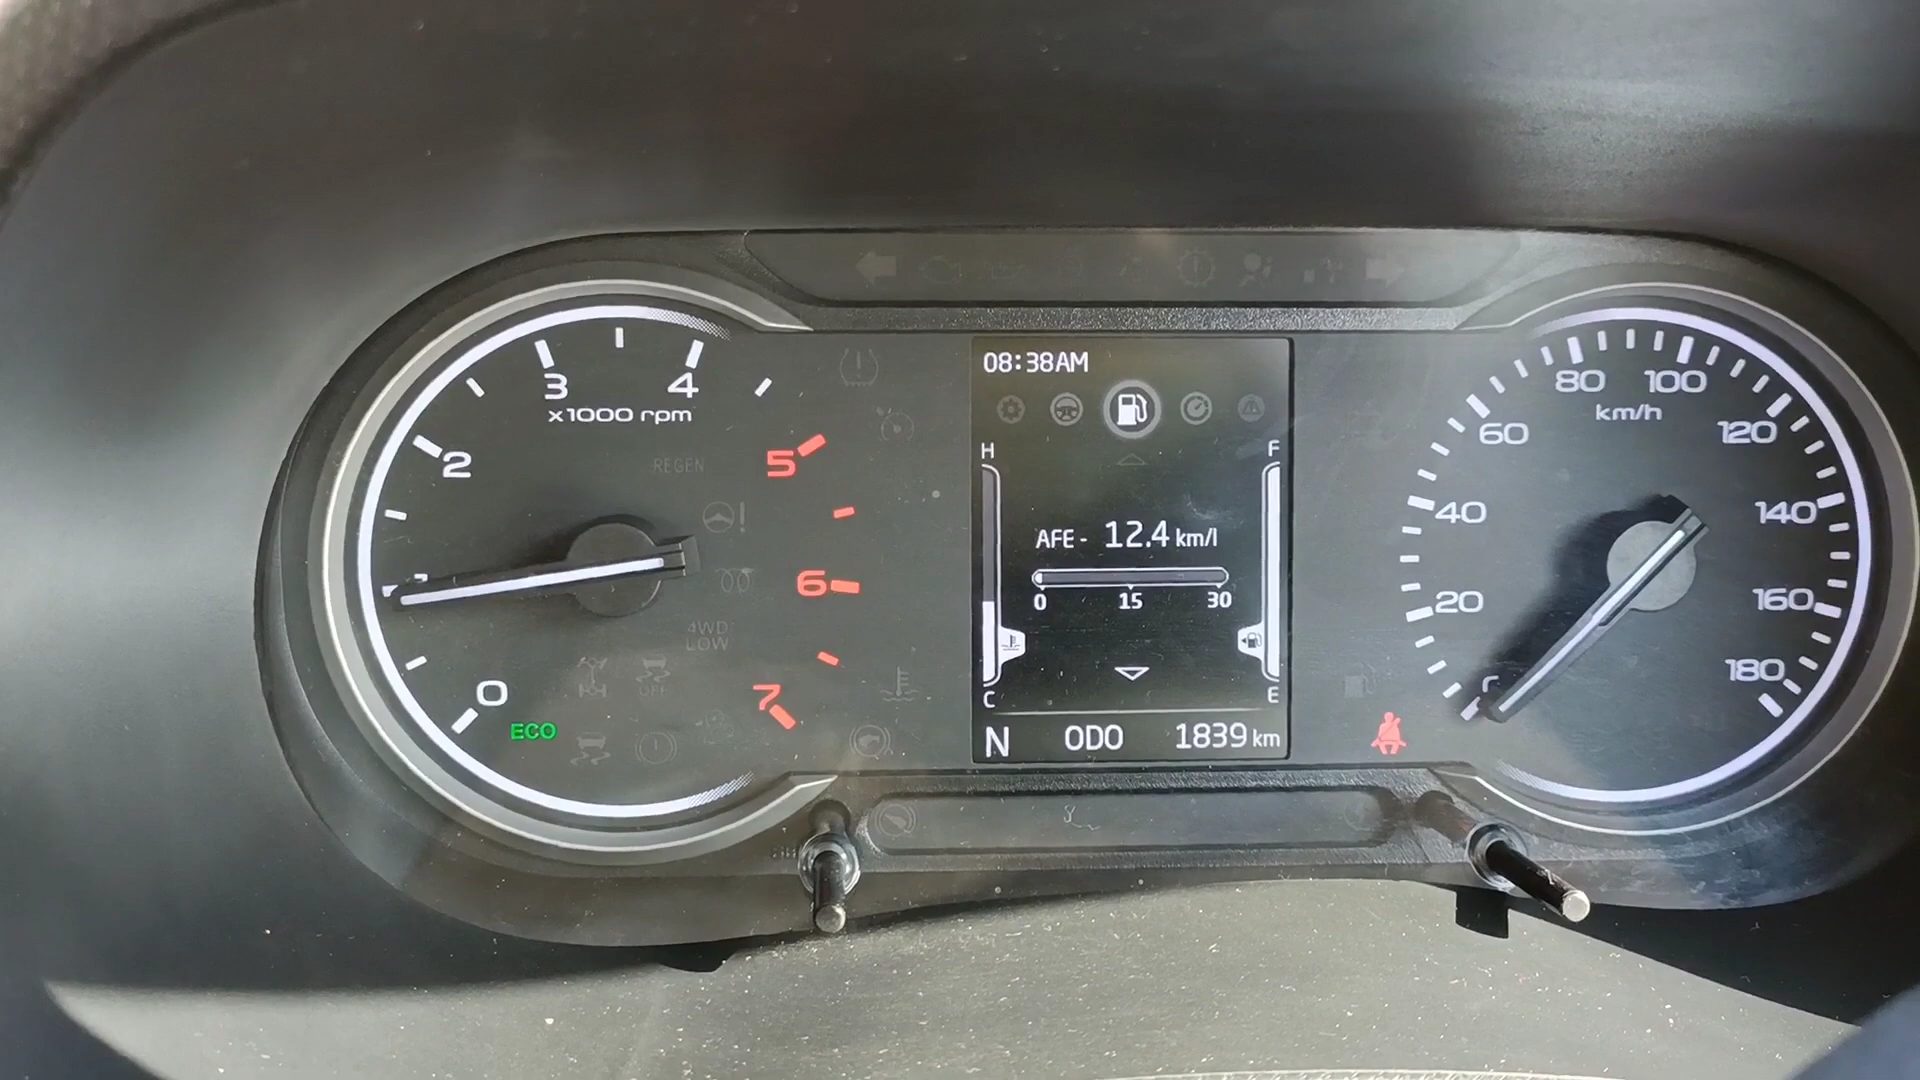 08:38AM
H
F
AFE - 12.4 km/l
0 15 30
C
E
N ODO 1839 km
0
2
3
4
5
6
7
x1000 rpm
REGEN
4WD
LOW
OFF
ECO
20
40
60
80
100
120
140
160
180
km/h